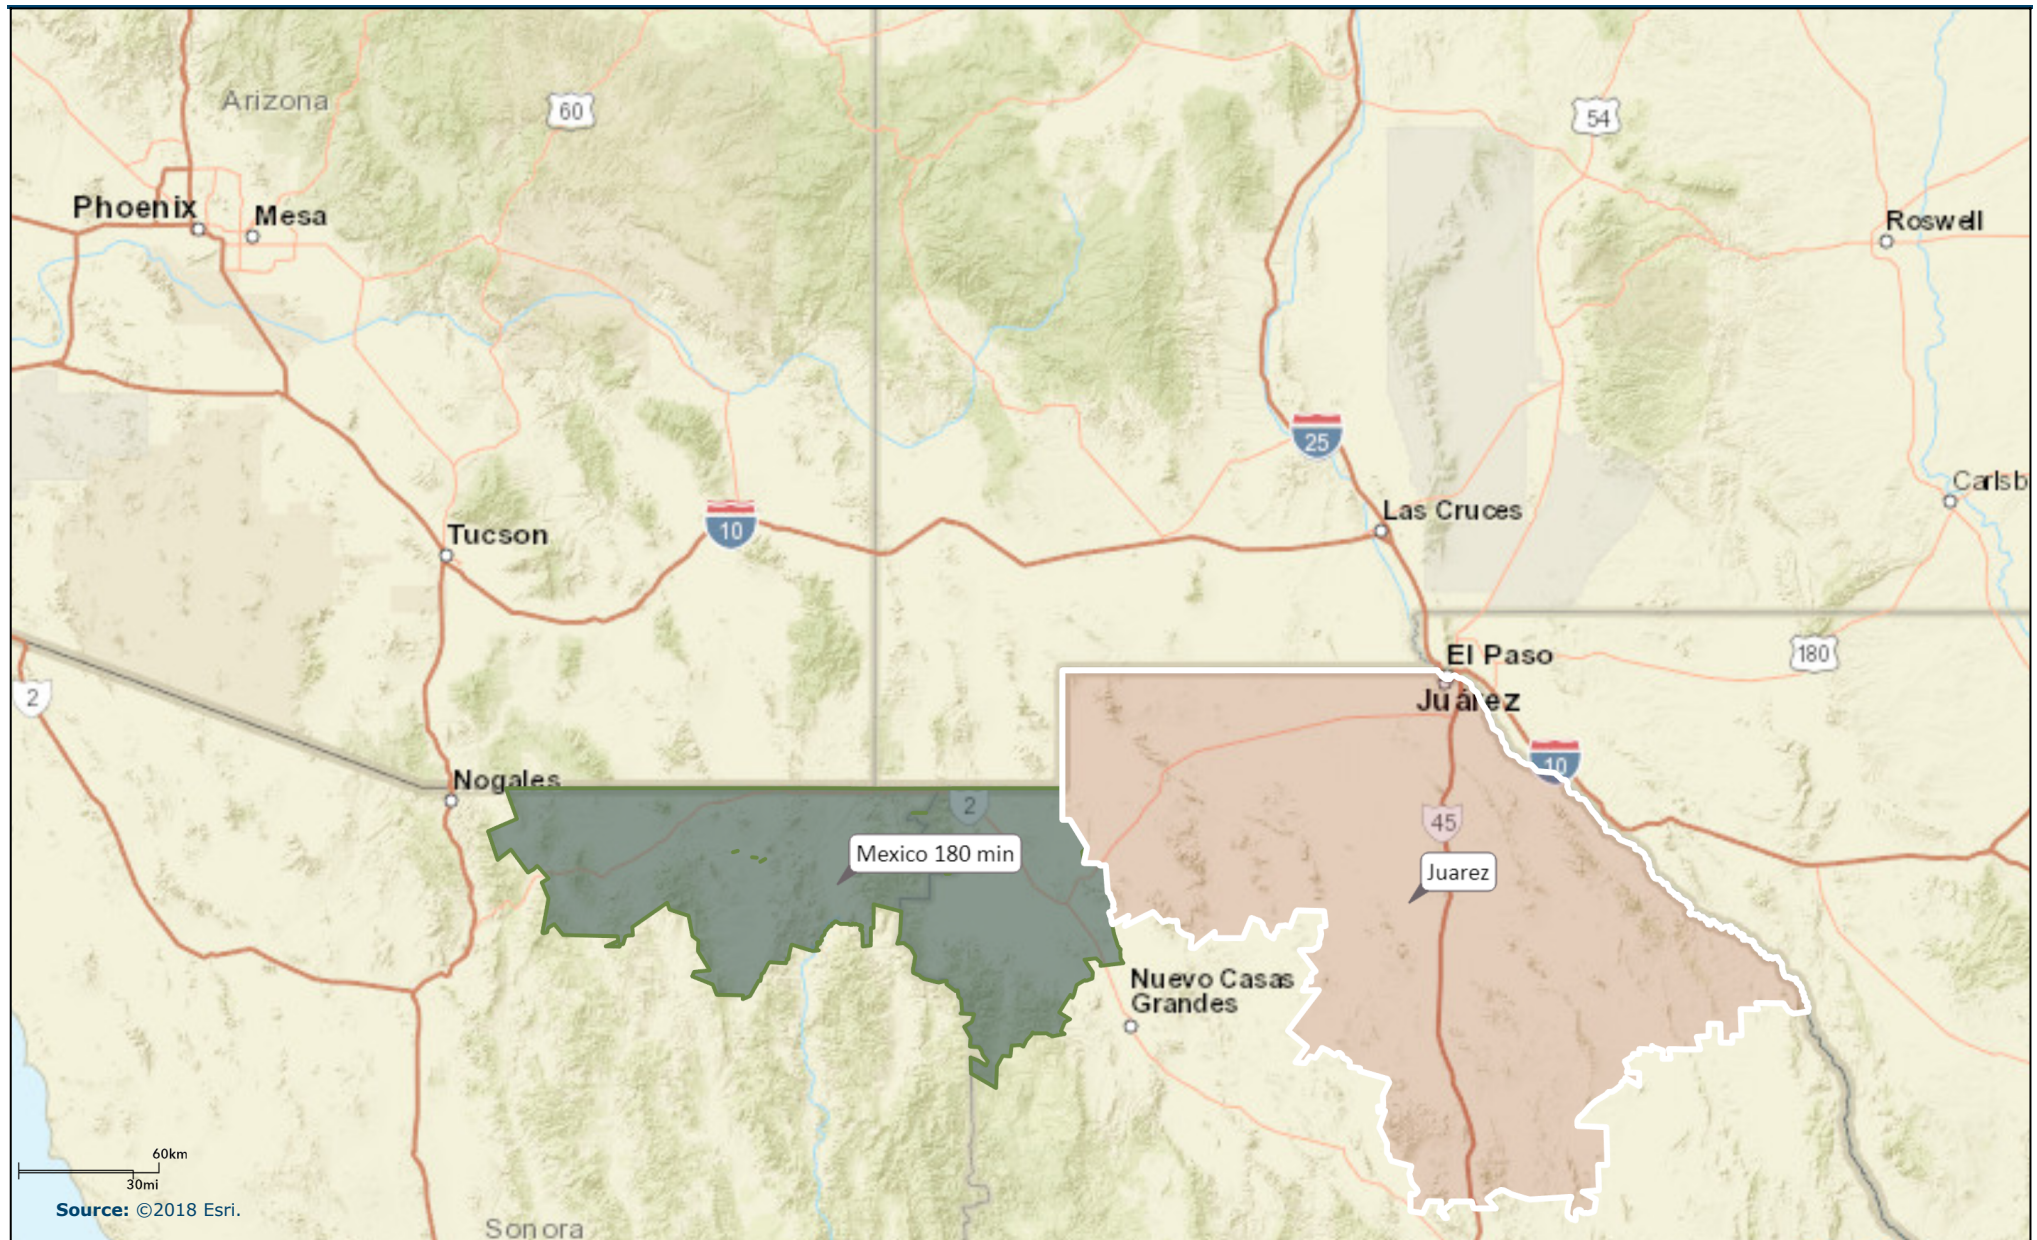 Arizona
60
54
Phoenix
Mesa
Roswell
25
Carlsb
Las Cruces
10
Tucson
El Paso
180
2
Juárez
10
Nogales
2
45
Mexico 180 min
Juarez
Nuevo Casas
Grandes
60km
30mi
Source: ©2018 Esri.
Sonora